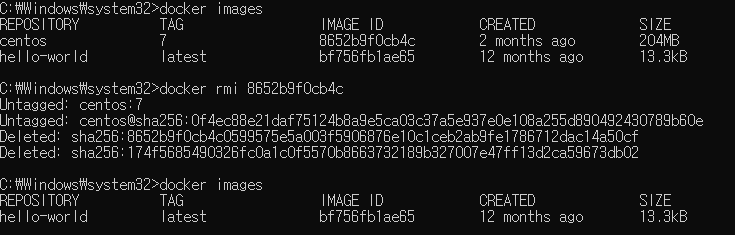 C:₩Windows₩system32>docker images
REPOSITORY TAG IMAGE ID CREATED SIZE
centos 7 8652b9f0cb4c 2 months ago 204MB
hello-world latest bf756fb1ae65 12 months ago 13.3kB
C:₩Windows₩system32>docker rmi 8652b9f0cb4c
Untagged: centos:7
Untagged: centos@sha256:0f4ec88e21daf75124b8a9e5ca03c37a5e937e0e108a255d890492430789b60e
Deleted: sha256:8652b9f0cb4c0599575e5a003f5906876e10c1ceb2ab9fe1786712dac14a50cf
Deleted: sha256:174f5685490326fc0a1c0f5570b8663732189b327007e47ff13d2ca59673db02
C:₩Windows₩system32>docker images
REPOSITORY TAG IMAGE ID CREATED SIZE
hello-world latest bf756fb1ae65 12 months ago 13.3kB